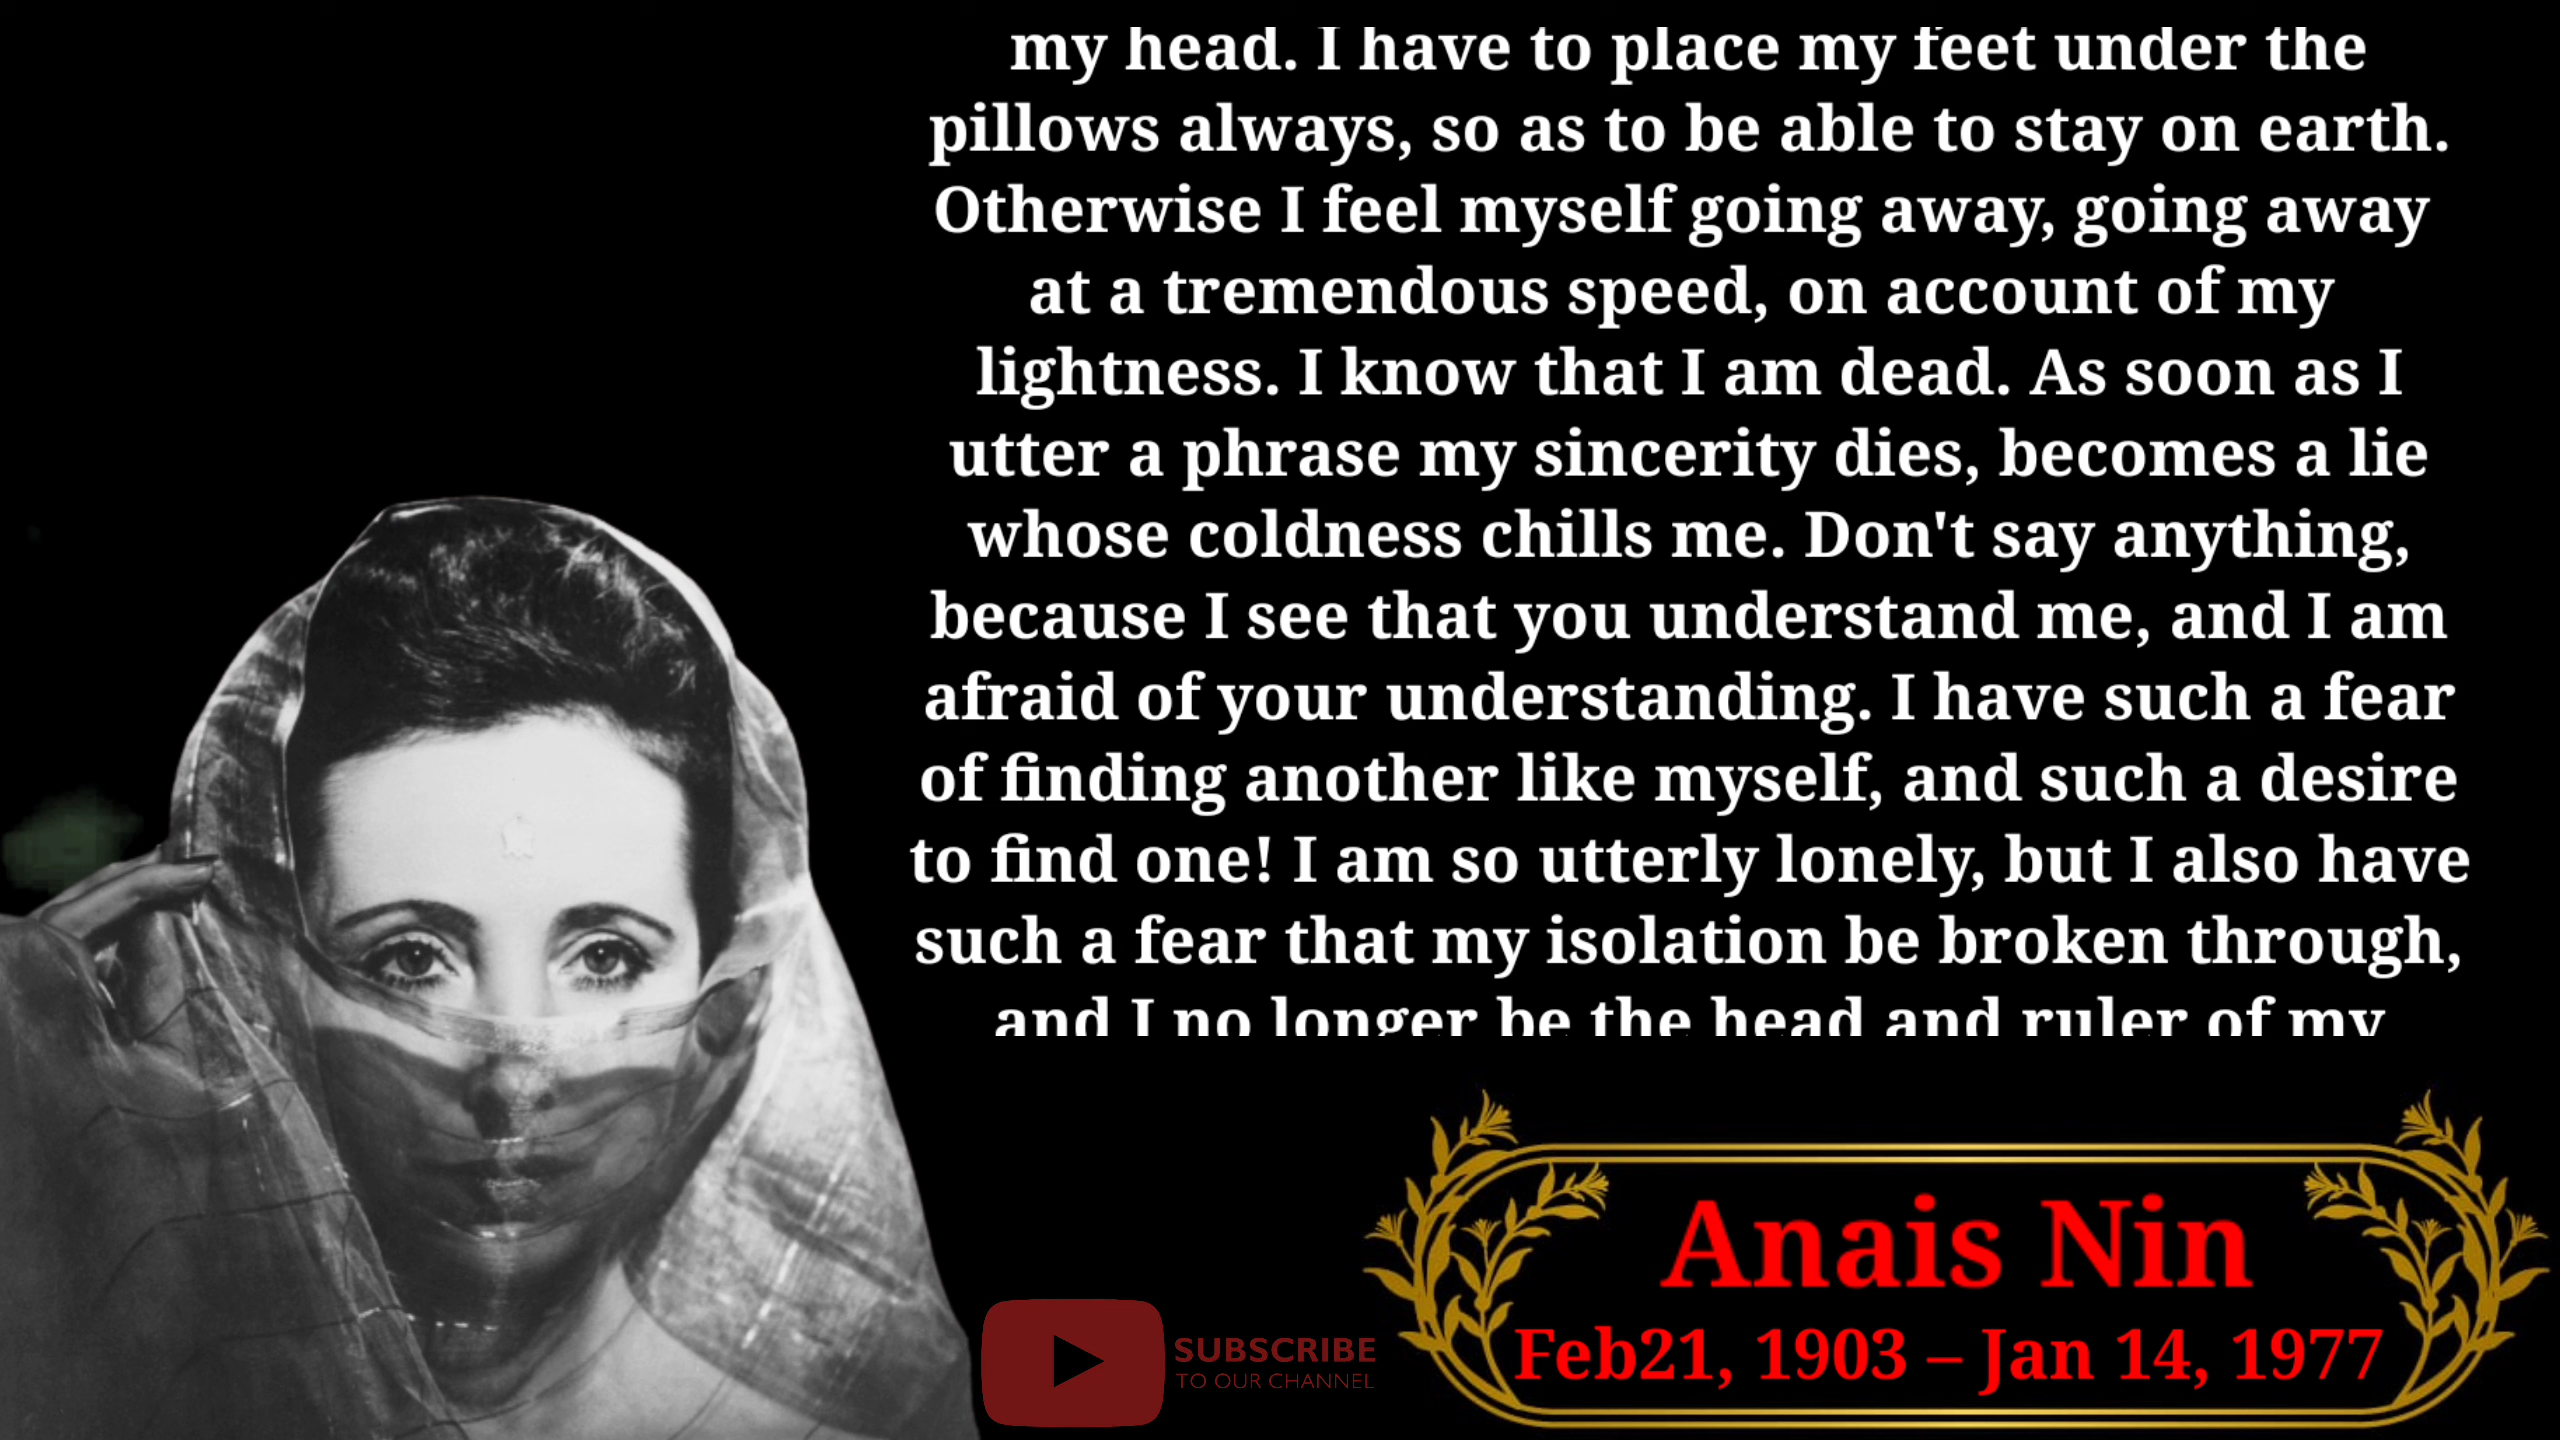 my head. I have to place my feet under the
pillows always, so as to be able to stay on earth.
Otherwise I feel myself going away, going away
at a tremendous speed, on account of my
lightness. I know that I am dead. As soon as I
utter a phrase my sincerity dies, becomes a lie
whose coldness chills me. Don't say anything,
because I see that you understand me, and I am
afraid of your understanding. I have such a fear
of finding another like myself, and such a desire
to find one! I am so utterly lonely, but I also have
such a fear that my isolation be broken through,
and I no longer be the head and ruler of my
Anais Nin
Feb21, 1903 – Jan 14, 1977
SUBSCRIBE
TO OUR CHANNEL